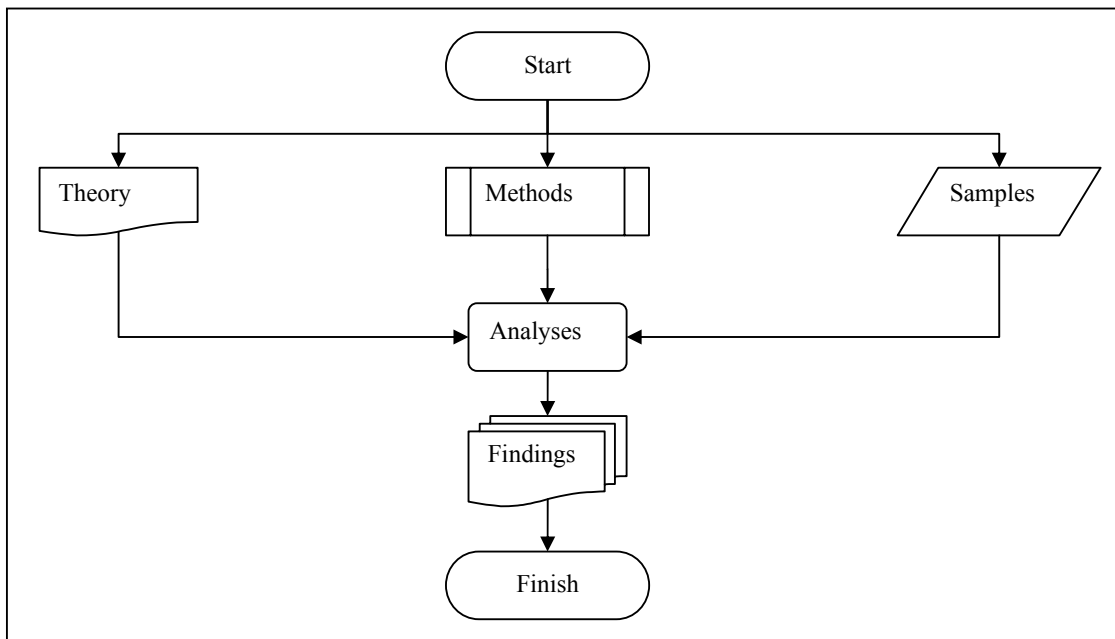 Start
Theory
Methods
Samples
Analyses
Findings
Finish